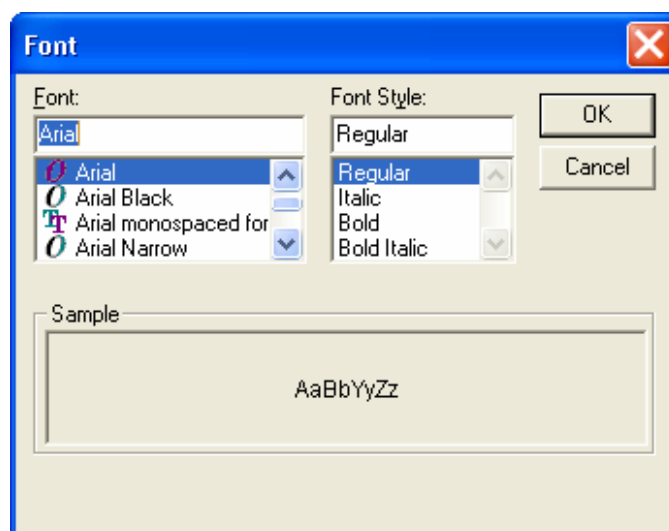 Font
Font:
Font Style:
OK
Arial
Regular
Cancel
Arial
Arial Black
Arial monospaced for
Arial Narrow
Regular
Italic
Bold
Bold Italic
Sample
AaBbYyZz